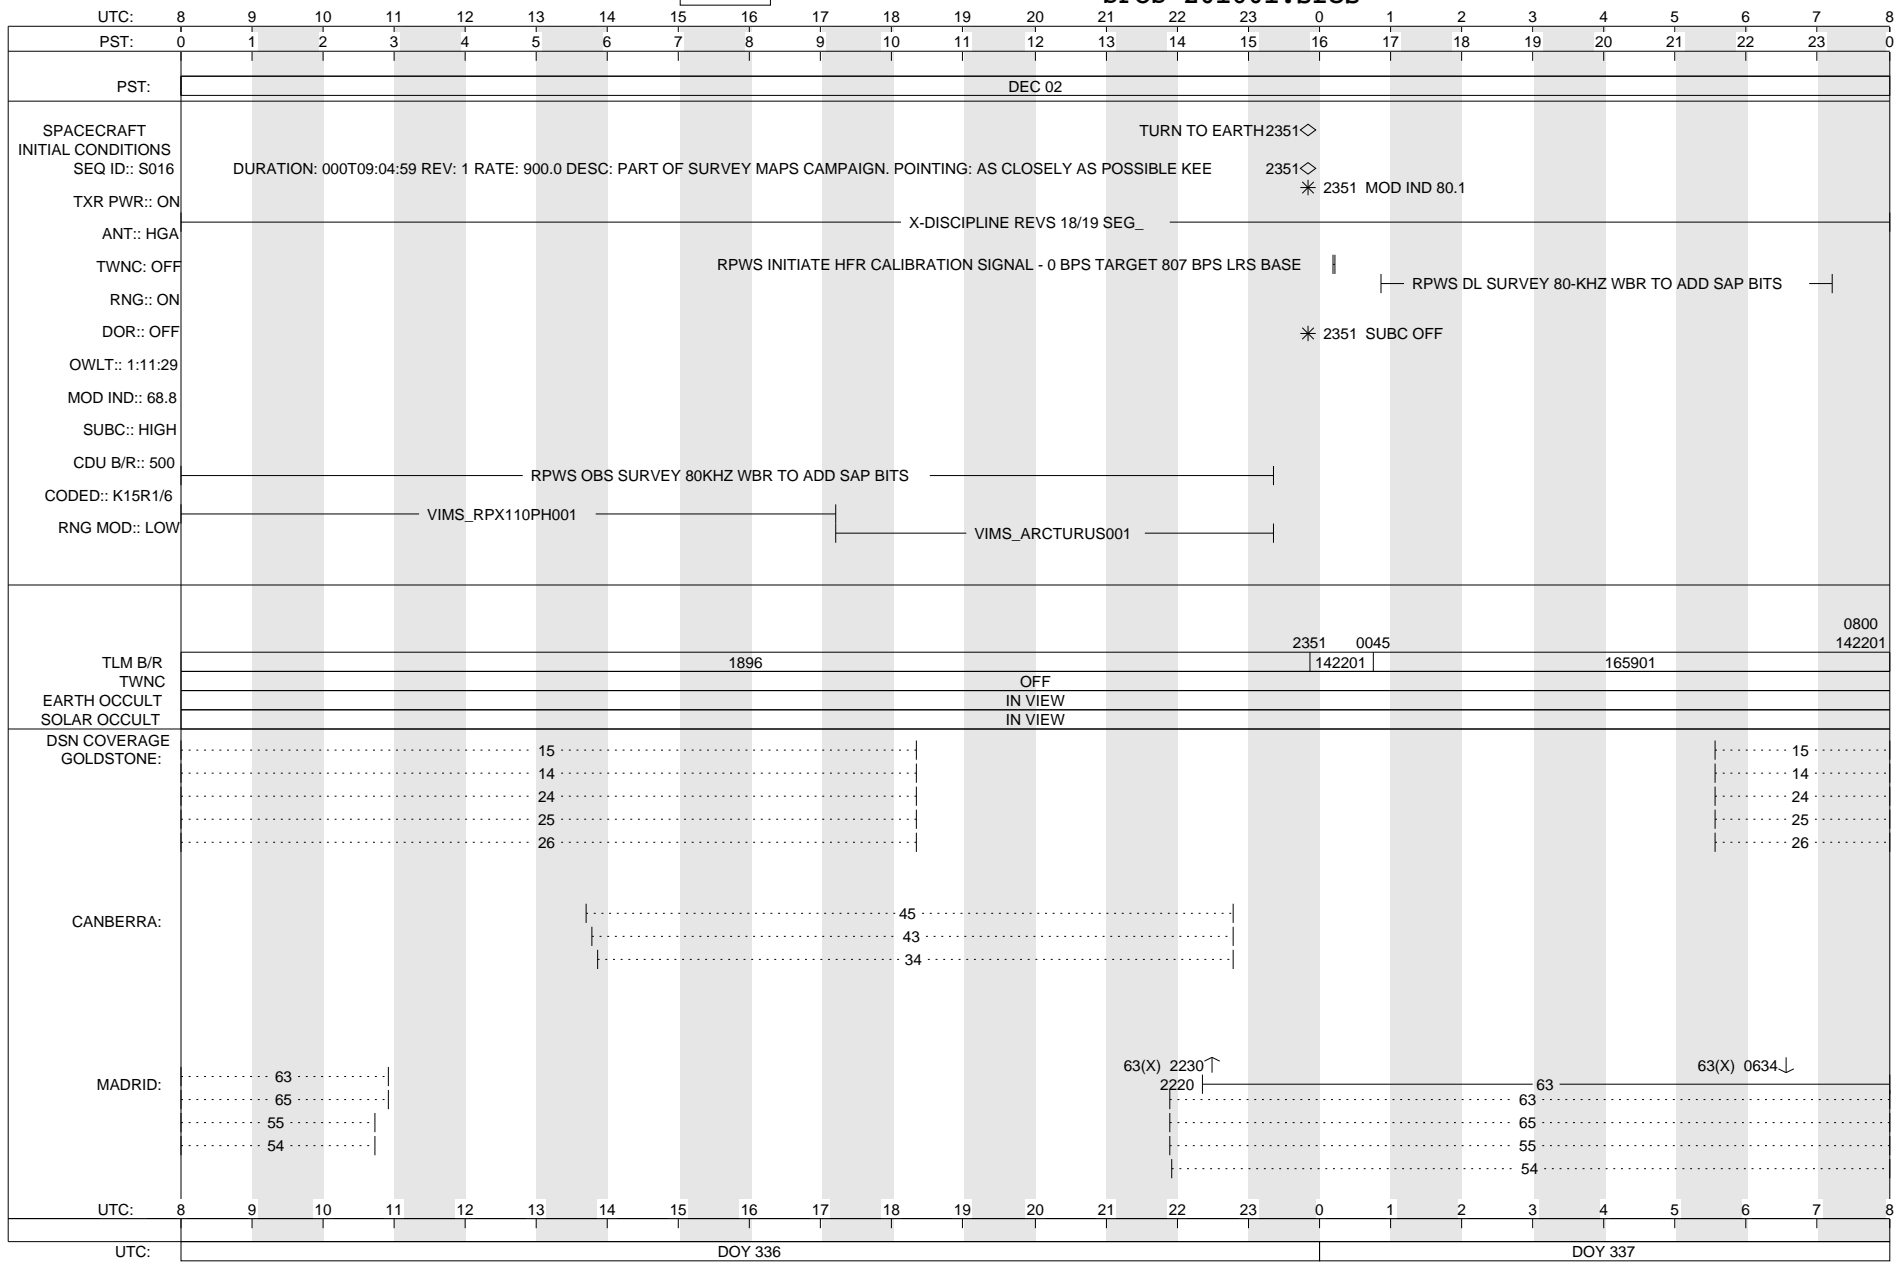 UTC: 8 9 10 11 12 13 14 15 16 17 18 19 20 21 22 23 0 1 2 3 4 5 6 7 8
PST: 0 1 2 3 4 5 6 7 8 9 10 11 12 13 14 15 16 17 18 19 20 21 22 23 0
PST: DEC 02
SPACECRAFT
INITIAL CONDITIONS
TURN TO EARTH 2351
SEQ ID:: S016
DURATION: 000T09:04:59 REV: 1 RATE: 900.0 DESC: PART OF SURVEY MAPS CAMPAIGN. POINTING: AS CLOSELY AS POSSIBLE KEE 2351
2351 MOD IND 80.1
TXR PWR:: ON
X-DISCIPLINE REVS 18/19 SEG_
ANT:: HGA
TWNC: OFF
RPWS INITIATE HFR CALIBRATION SIGNAL - 0 BPS TARGET 807 BPS LRS BASE
RPWS DL SURVEY 80-KHZ WBR TO ADD SAP BITS
RNG:: ON
DOR:: OFF
2351 SUBC OFF
OWLT:: 1:11:29
MOD IND:: 68.8
SUBC:: HIGH
CDU B/R:: 500
RPWS OBS SURVEY 80KHZ WBR TO ADD SAP BITS
CODED:: K15R1/6
VIMS_RPX110PH001
RNG MOD:: LOW
VIMS_ARCTURUS001
0800
2351 0045 142201
TLM B/R 1896 142201 165901
TWNC OFF
EARTH OCCULT IN VIEW
SOLAR OCCULT IN VIEW
DSN COVERAGE
GOLDSTONE:
15 15
14 14
24 24
25 25
26 26
CANBERRA:
45
43
34
MADRID:
63(X) 2230 63(X) 0634
63 2220 63
65 63
55 65
54 55
54
UTC: 8 9 10 11 12 13 14 15 16 17 18 19 20 21 22 23 0 1 2 3 4 5 6 7 8
UTC: DOY 336 DOY 337